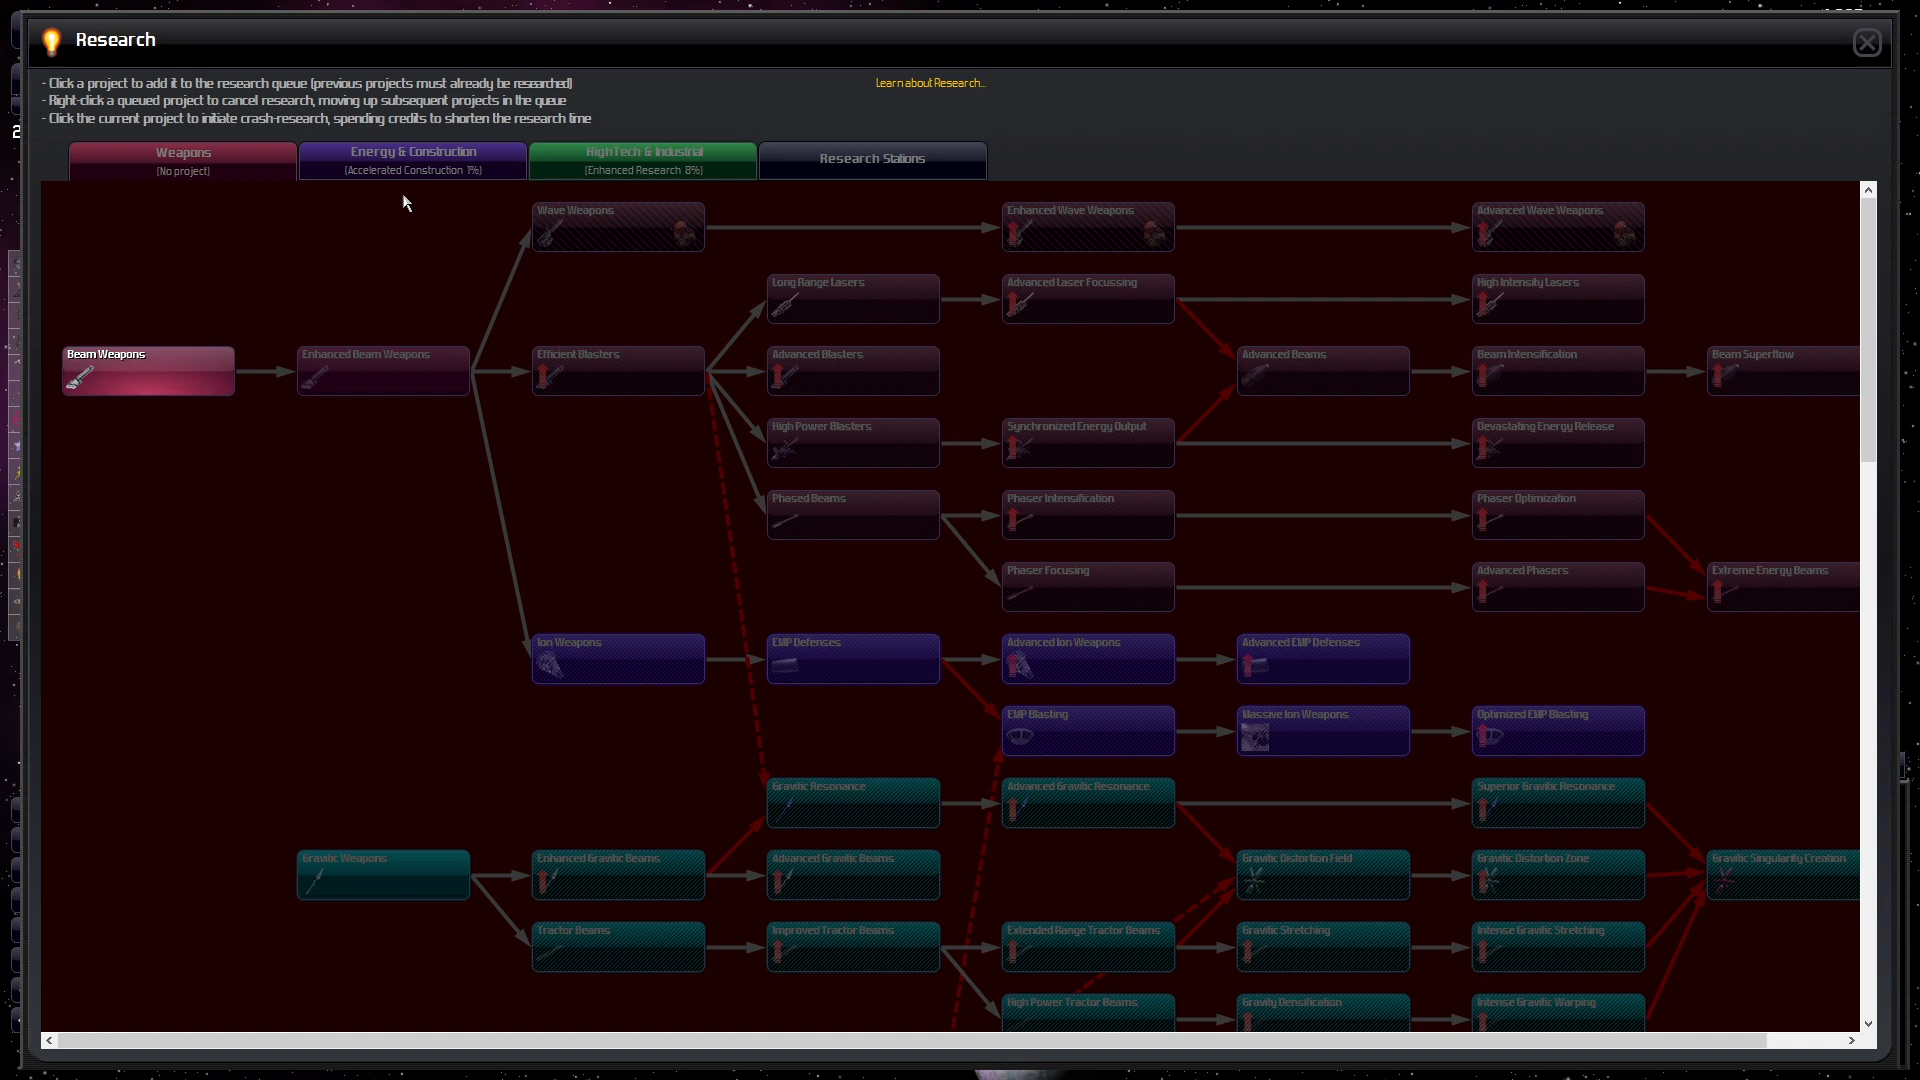 Research
- Click a project to add it to the research queue (previous projects must already be researched)
- Right-click a queued project to cancel research, moving up subsequent projects in the queue
- Click the current project to initiate crash-research, spending credits to shorten the research time
Learn about Research...
Weapons
(No project)
Energy & Construction
(Accelerated Construction 1%)
HighTech & Industrial
(Enhanced Research 8%)
Research Stations
Wave Weapons
Enhanced Wave Weapons
Advanced Wave Weapons
Long Range Lasers
Advanced Laser Focussing
High Intensity Lasers
Beam Weapons
Enhanced Beam Weapons
Efficient Blasters
Advanced Blasters
Advanced Beams
Beam Intensification
Beam Superflow
High Power Blasters
Synchronized Energy Output
Devastating Energy Release
Phased Beams
Phaser Intensification
Phaser Optimization
Phaser Focusing
Advanced Phasers
Extreme Energy Beams
Ion Weapons
EMP Defenses
Advanced Ion Weapons
Advanced EMP Defenses
EMP Blasting
Massive Ion Weapons
Optimized EMP Blasting
Gravitic Resonance
Advanced Gravitic Resonance
Superior Gravitic Resonance
Gravitic Weapons
Enhanced Gravitic Beams
Advanced Gravitic Beams
Gravitic Distortion Field
Gravitic Distortion Zone
Gravitic Singularity Creation
Tractor Beams
Improved Tractor Beams
Extended Range Tractor Beams
Gravitic Stretching
Intense Gravitic Stretching
High Power Tractor Beams
Gravity Densification
Intense Gravitic Warping